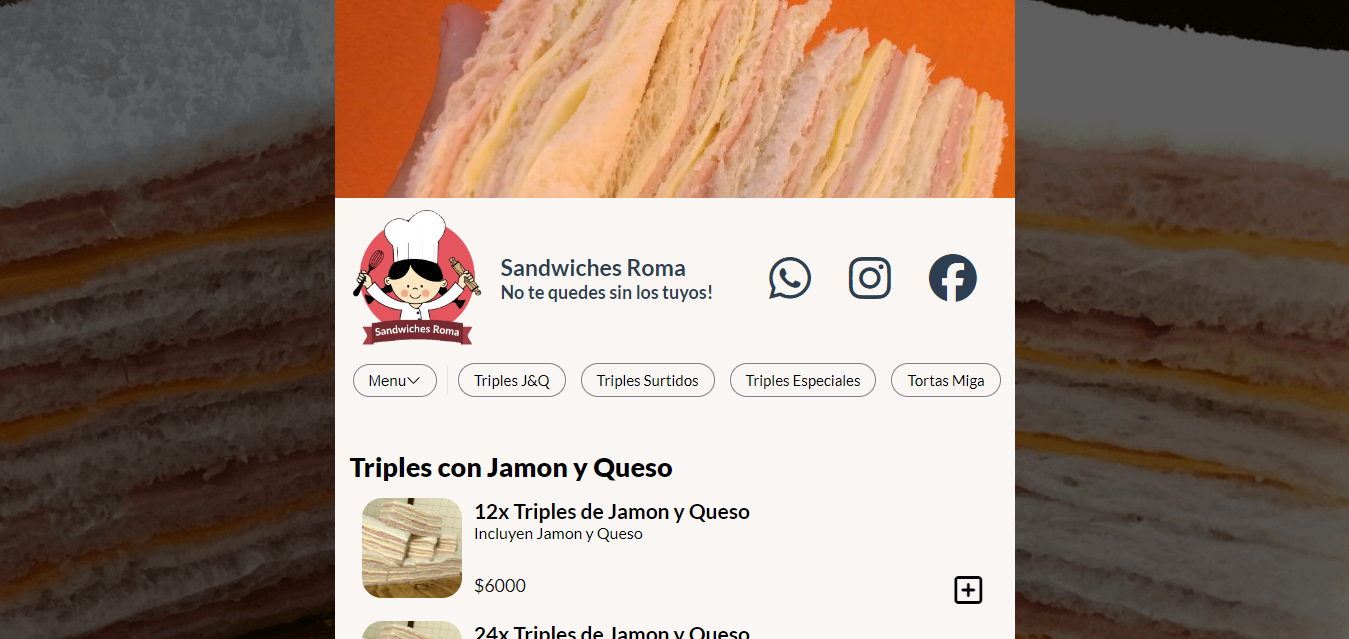 Sandwiches Roma
No te quedes sin los tuyos!
Sandwiches Roma
Menu
Triples J&Q
Triples Surtidos
Triples Especiales
Tortas Miga
Triples con Jamon y Queso
12x Triples de Jamon y Queso
Incluyen Jamon y Queso
$6000
24x Triples de Jamon y Queso